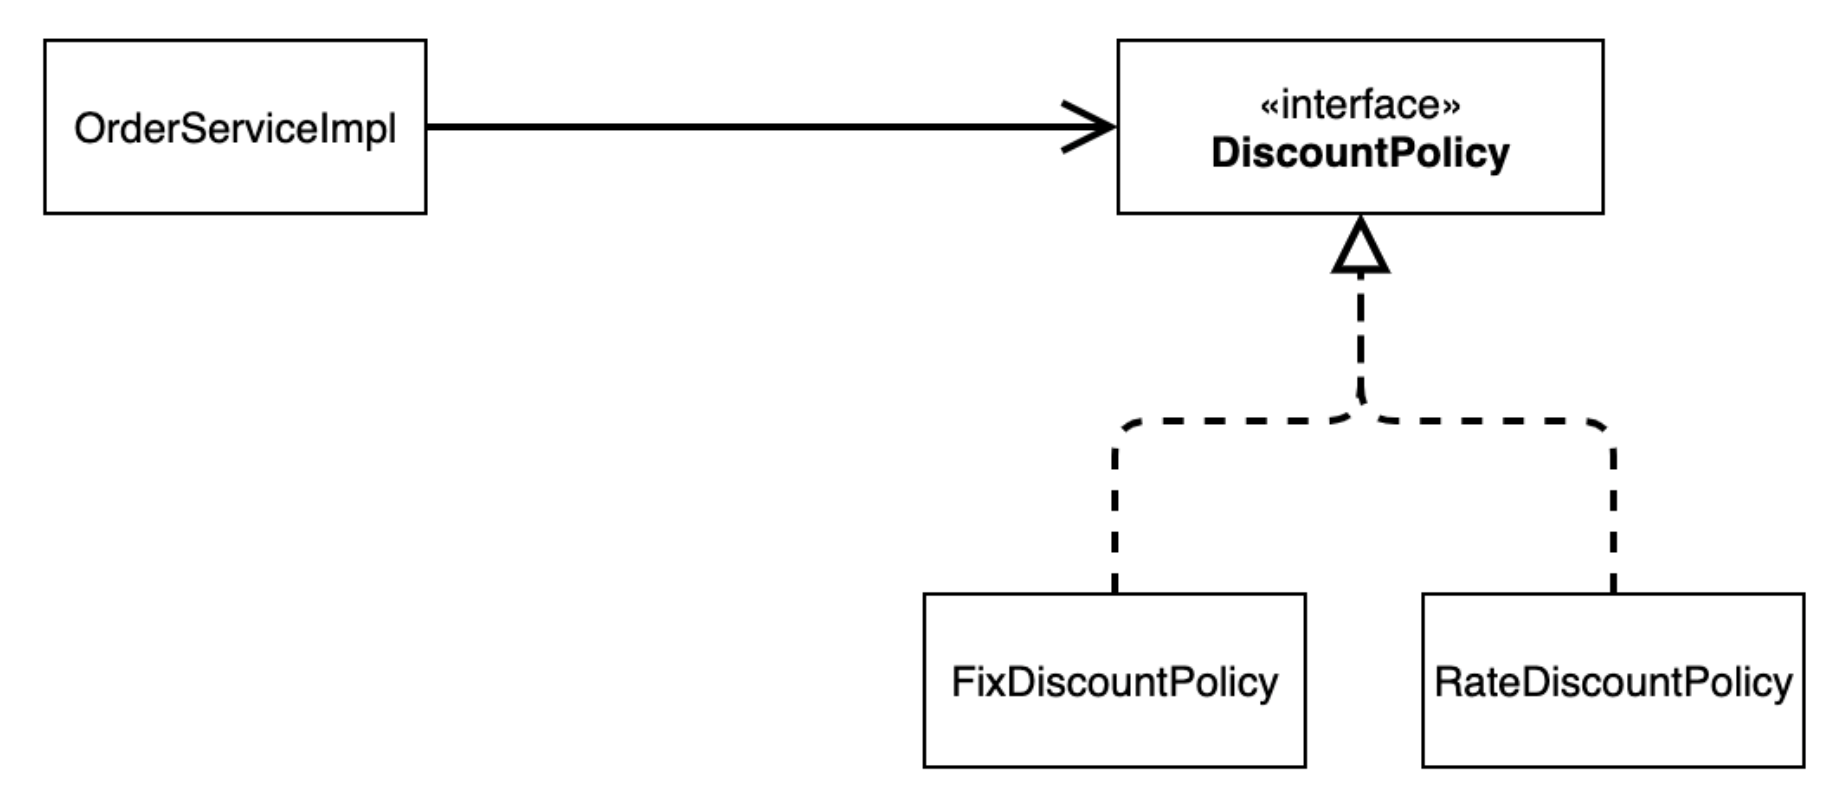 OrderServiceImpl
«interface»
DiscountPolicy
FixDiscountPolicy
RateDiscountPolicy